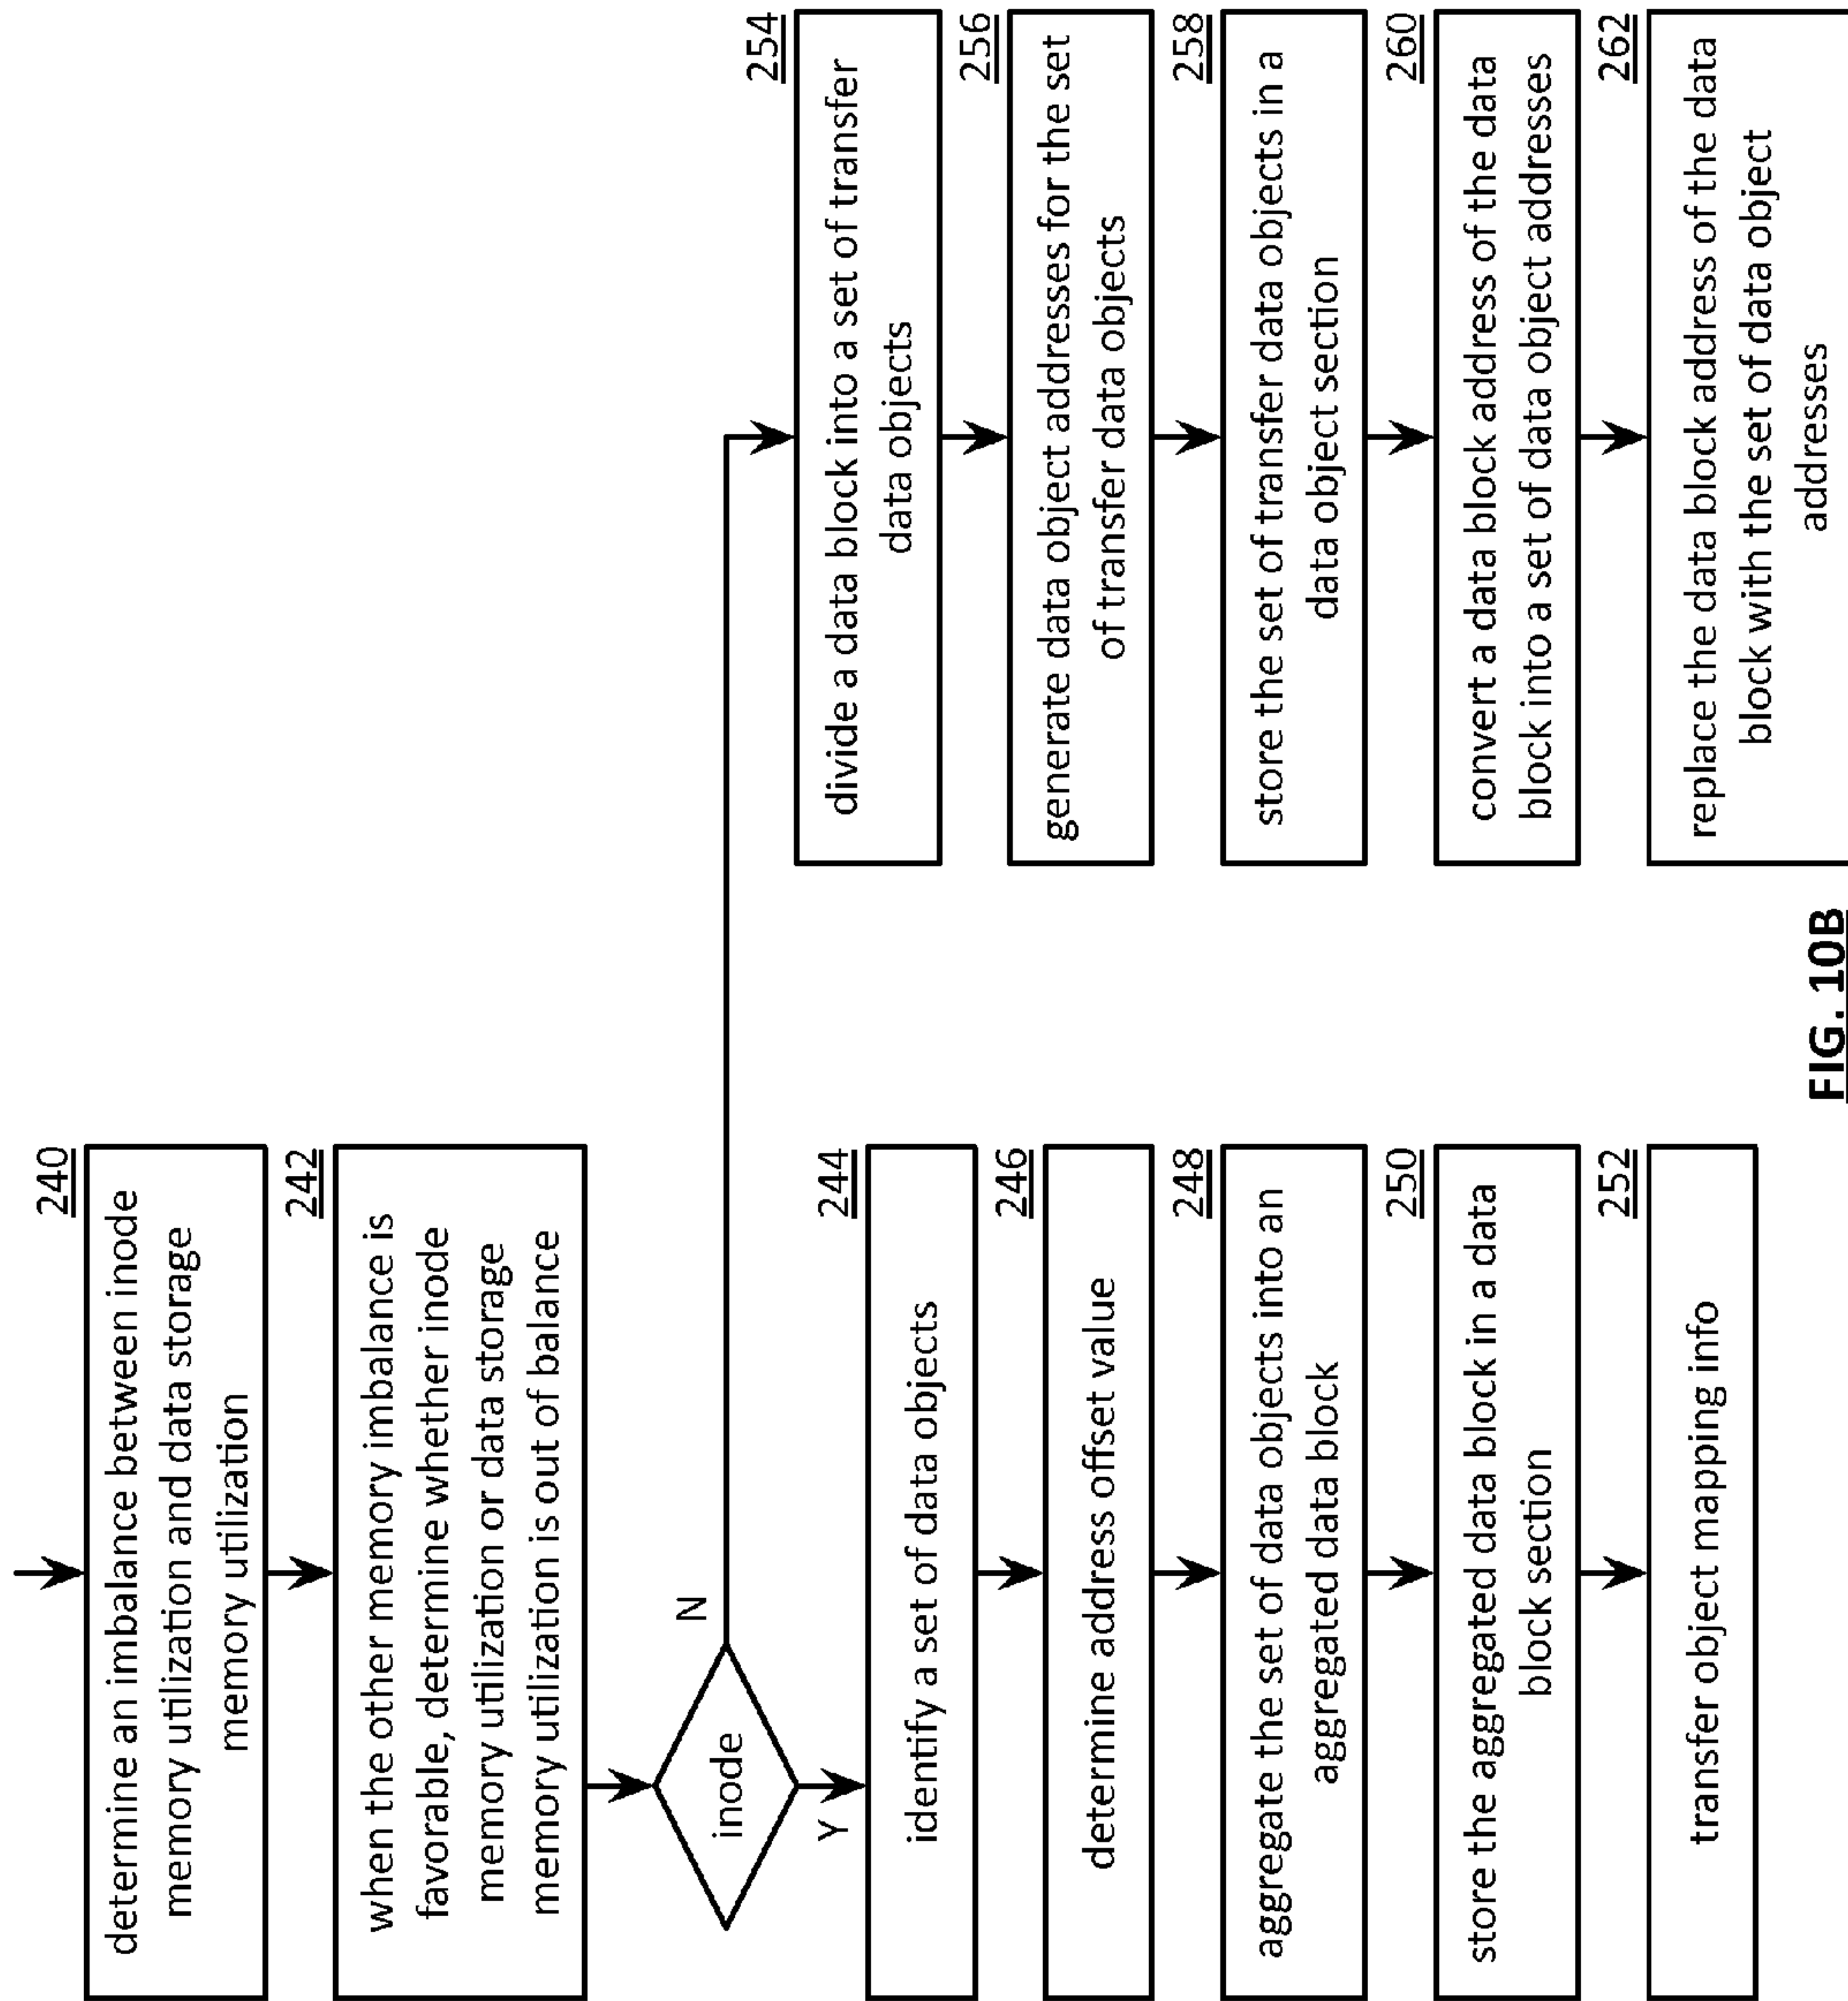 240
determine an imbalance between inode
memory utilization and data storage
memory utilization
242
when the other memory imbalance is
favorable, determine whether inode
memory utilization or data storage
memory utilization is out of balance
inode
N
Y
244
identify a set of data objects
246
determine address offset value
248
aggregate the set of data objects into an
aggregated data block
250
store the aggregated data block in a data
block section
252
transfer object mapping info
254
divide a data block into a set of transfer
data objects
256
generate data object addresses for the set
of transfer data objects
258
store the set of transfer data objects in a
data object section
260
convert a data block address of the data
block into a set of data object addresses
262
replace the data block address of the data
block with the set of data object
addresses
FIG. 10B